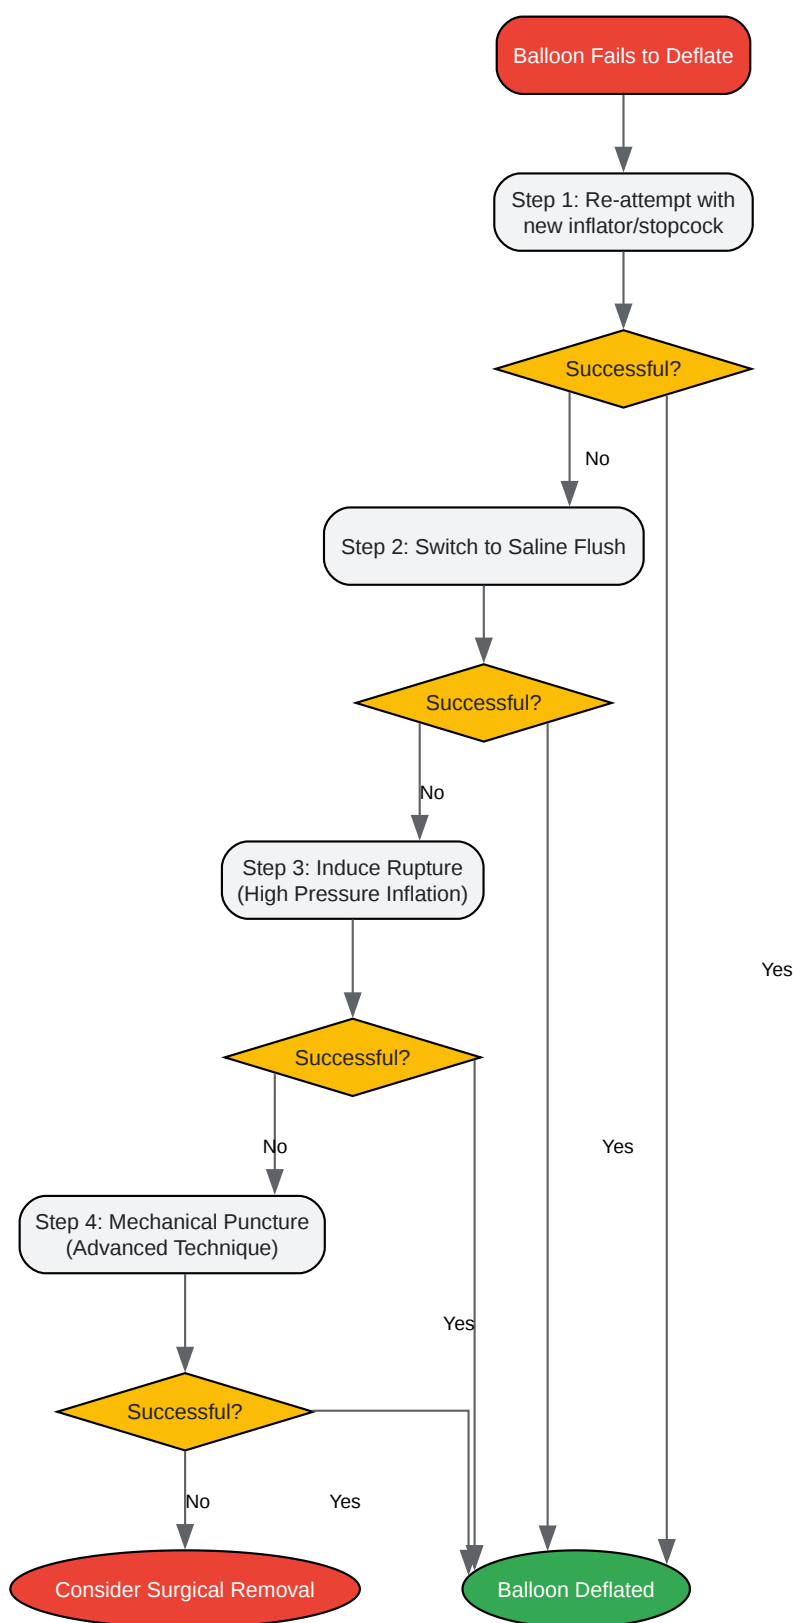 Balloon Fails to Deflate
Step 1: Re-attempt with
new inflator/stopcock
Successful?
No
Step 2: Switch to Saline Flush
Successful?
No
Step 3: Induce Rupture
(High Pressure Inflation)
Yes
Successful?
No
Yes
Step 4: Mechanical Puncture
(Advanced Technique)
Yes
Successful?
No
Yes
Consider Surgical Removal
Balloon Deflated